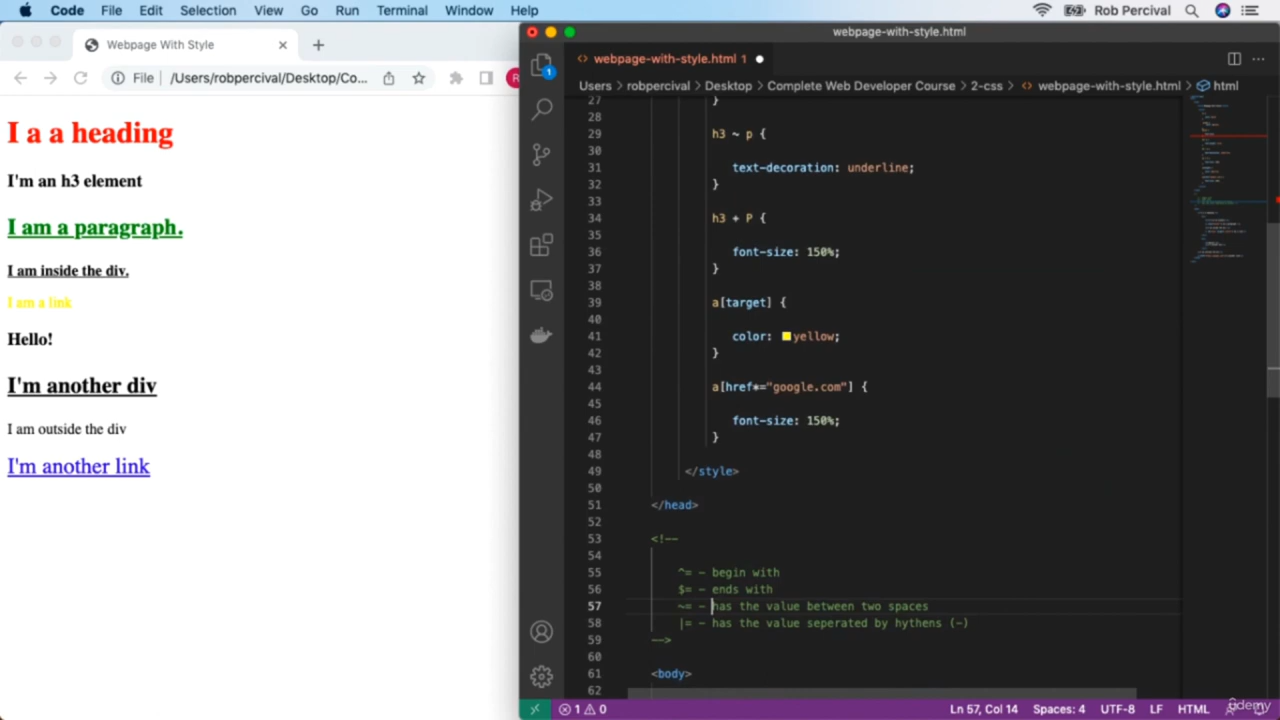 Code File Edit Selection View Go Run Terminal Window Help Rob Percival
Webpage With Style
File /Users/robpercival/Desktop/Co...
I a a heading
I'm an h3 element
I am a paragraph.
I am inside the div.
I am a link
Hello!
I'm another div
I am outside the div
I'm another link
webpage-with-style.html
<> webpage-with-style.html 1
Users > robpercival > Desktop > Complete Web Developer Course > 2-css > <> webpage-with-style.html > html
1
27 }
28
29 h3 ~ p {
30
31 text-decoration: underline;
32 }
33
34 h3 + P {
35
36 font-size: 150%;
37 }
38
39 a[target] {
40
41 color: yellow;
42 }
43
44 a[href*="google.com"] {
45
46 font-size: 150%;
47 }
48
49 </style>
50
51 </head>
52
53 <!--
54
55 ^= - begin with
56 $= - ends with
57 ~= - has the value between two spaces
58 |= - has the value seperated by hythens (-)
59 -->
60
61 <body>
62
1 0 Ln 57, Col 14 Spaces: 4 UTF-8 LF HTML
udemy